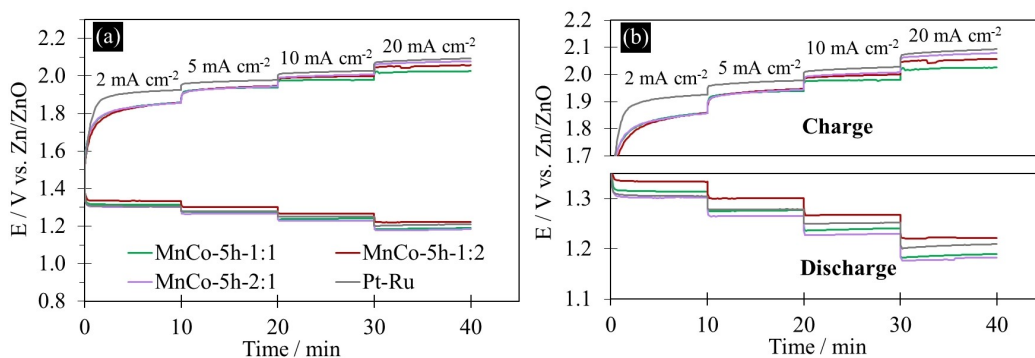 (a)
2.2
2.0
1.8
1.6
1.4
1.2
1.0
0.8
E / V vs. Zn/ZnO
2 mA cm-2
5 mA cm-2
10 mA cm-2
20 mA cm-2
MnCo-5h-1:1
MnCo-5h-1:2
MnCo-5h-2:1
Pt-Ru
0 10 20 30 40
Time / min
(b)
2.2
2.1
2.0
1.9
1.8
1.7
1.3
1.2
1.1
E / V vs. Zn/ZnO
2 mA cm-2
5 mA cm-2
10 mA cm-2
20 mA cm-2
Charge
Discharge
0 10 20 30 40
Time / min